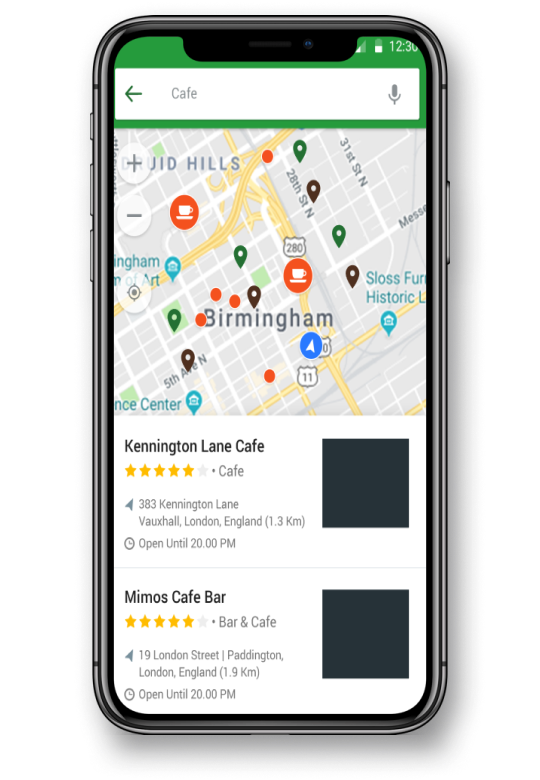 12:30
Cafe
UID HILLS
31st St N
28th St N
Messe
280
ingham
Art
Sloss Fur
Historic L
Birmingham
5th Ave N
0
11
nce Center
Kennington Lane Cafe
• Cafe
383 Kennington Lane
Vauxhall, London, England (1.3 Km)
Open Until 20.00 PM
Mimos Cafe Bar
• Bar & Cafe
19 London Street | Paddington,
London, England (1.9 Km)
Open Until 20.00 PM